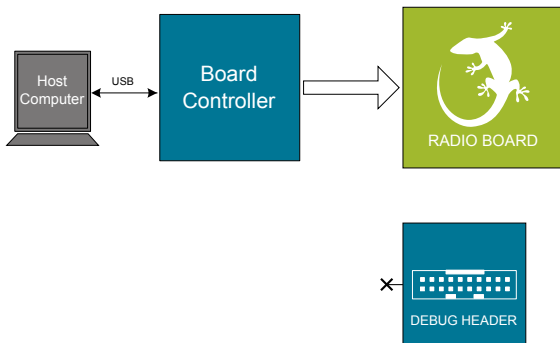 Host
Computer
USB
Board
Controller
RADIO BOARD
DEBUG HEADER